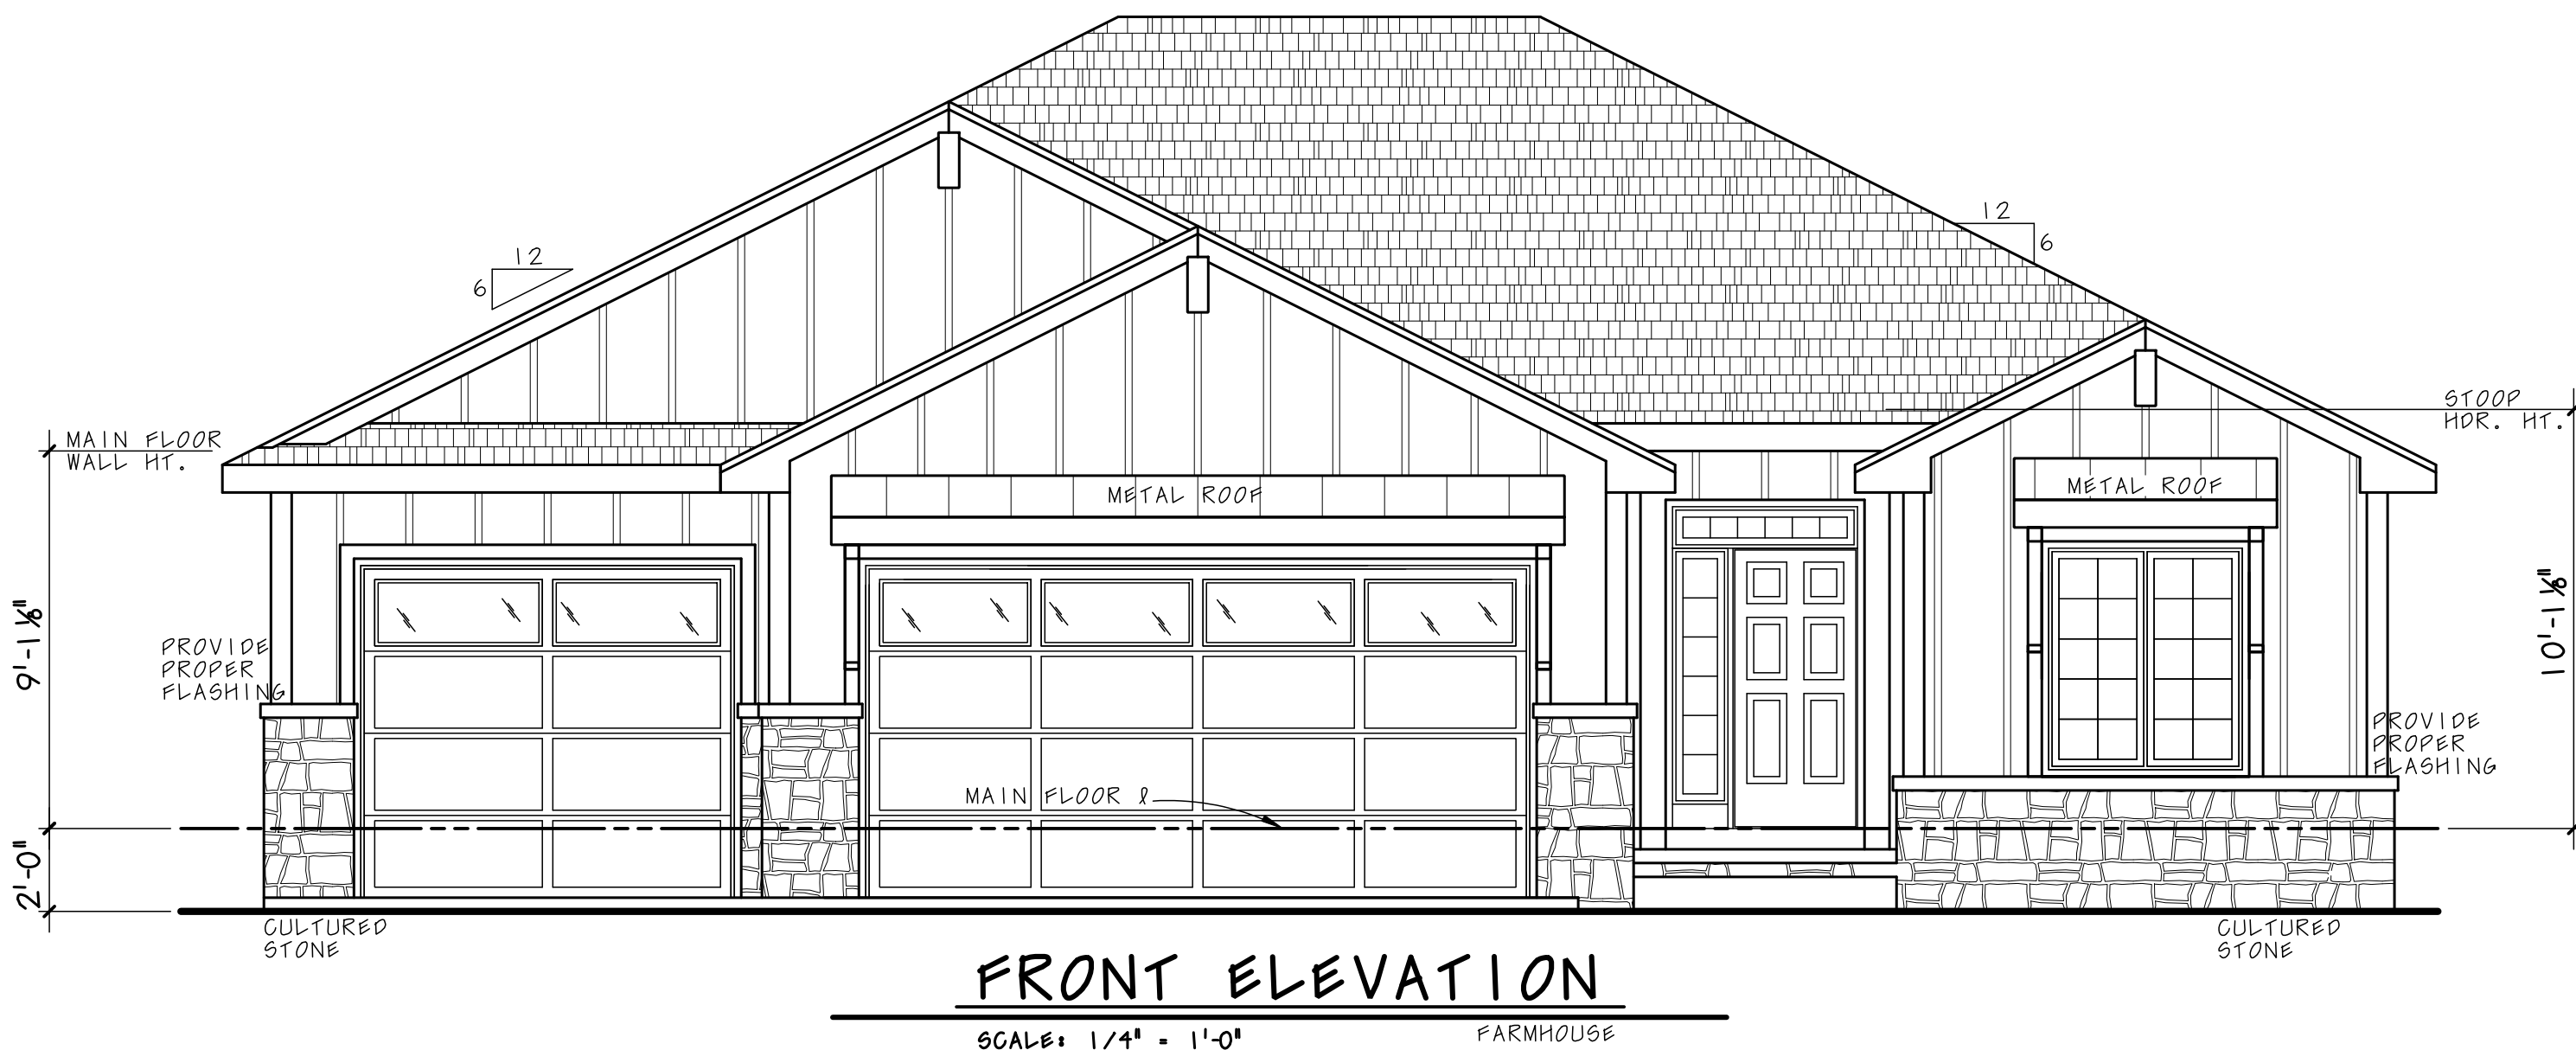 12
6
12
6
MAIN FLOOR
WALL HT.
STOOP
HDR. HT.
METAL ROOF
METAL ROOF
9'-1 1/8"
10'-1 1/8"
PROVIDE
PROPER
FLASHING
PROVIDE
PROPER
FLASHING
MAIN FLOOR ℓ
2'-0"
CULTURED
STONE
CULTURED
STONE
FRONT ELEVATION
SCALE: 1/4" = 1'-0"
FARMHOUSE